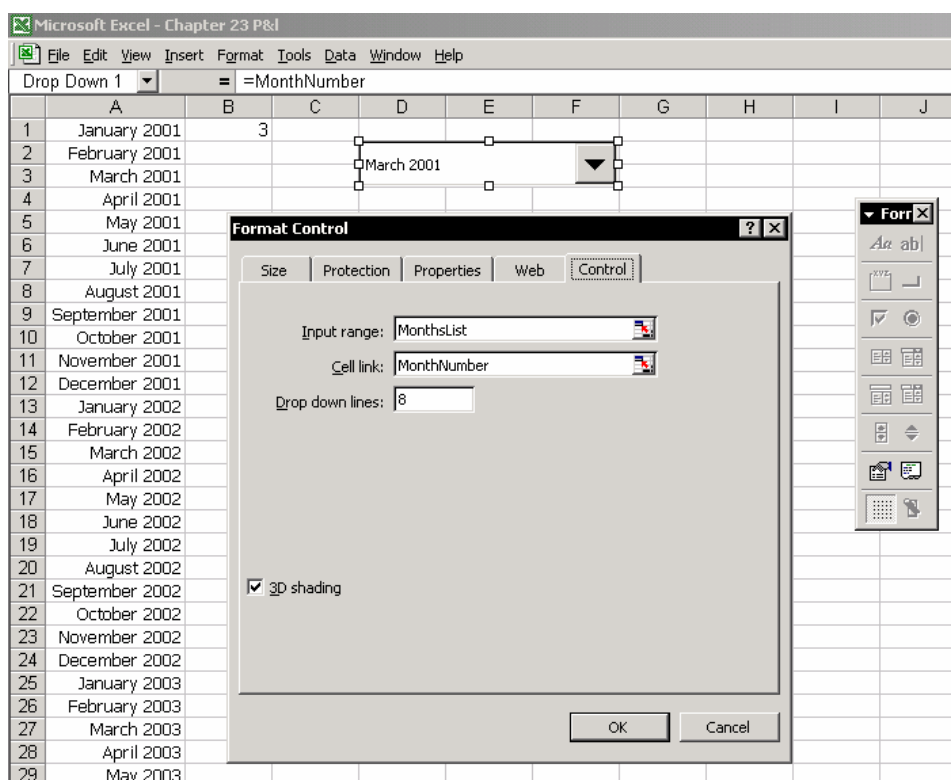 Microsoft Excel - Chapter 23 P&l
File Edit View Insert Format Tools Data Window Help
Drop Down 1 = =MonthNumber
A B C D E F G H I J
1 January 2001 3
2 February 2001
March 2001
3 March 2001
4 April 2001
5 May 2001
6 June 2001
7 July 2001
8 August 2001
9 September 2001
10 October 2001
11 November 2001
12 December 2001
13 January 2002
14 February 2002
15 March 2002
16 April 2002
17 May 2002
18 June 2002
19 July 2002
20 August 2002
21 September 2002
22 October 2002
23 November 2002
24 December 2002
25 January 2003
26 February 2003
27 March 2003
28 April 2003
29 May 2003
Format Control
Size Protection Properties Web Control
Input range: MonthsList
Cell link: MonthNumber
Drop down lines: 8
3D shading
OK Cancel
Forr
Aa ab|
xyz